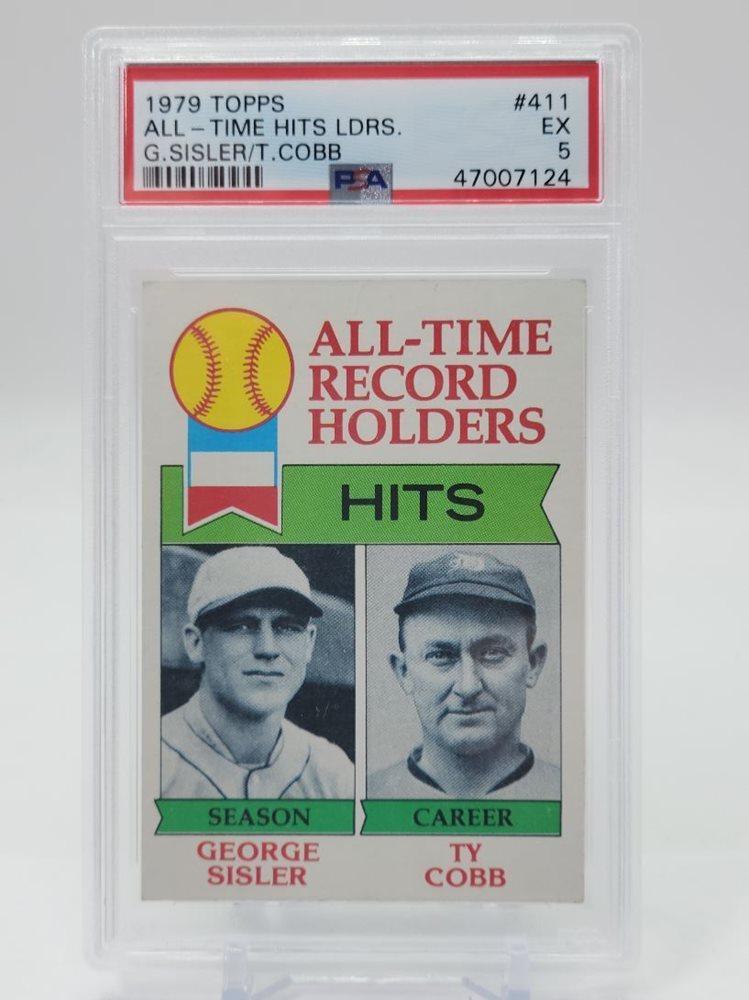 1979 TOPPS #411
ALL-TIME HITS LDRS. EX
G.SISLER/T.COBB 5
PSA 47007124
ALL-TIME
RECORD
HOLDERS
HITS
SEASON
GEORGE
SISLER
CAREER
TY
COBB